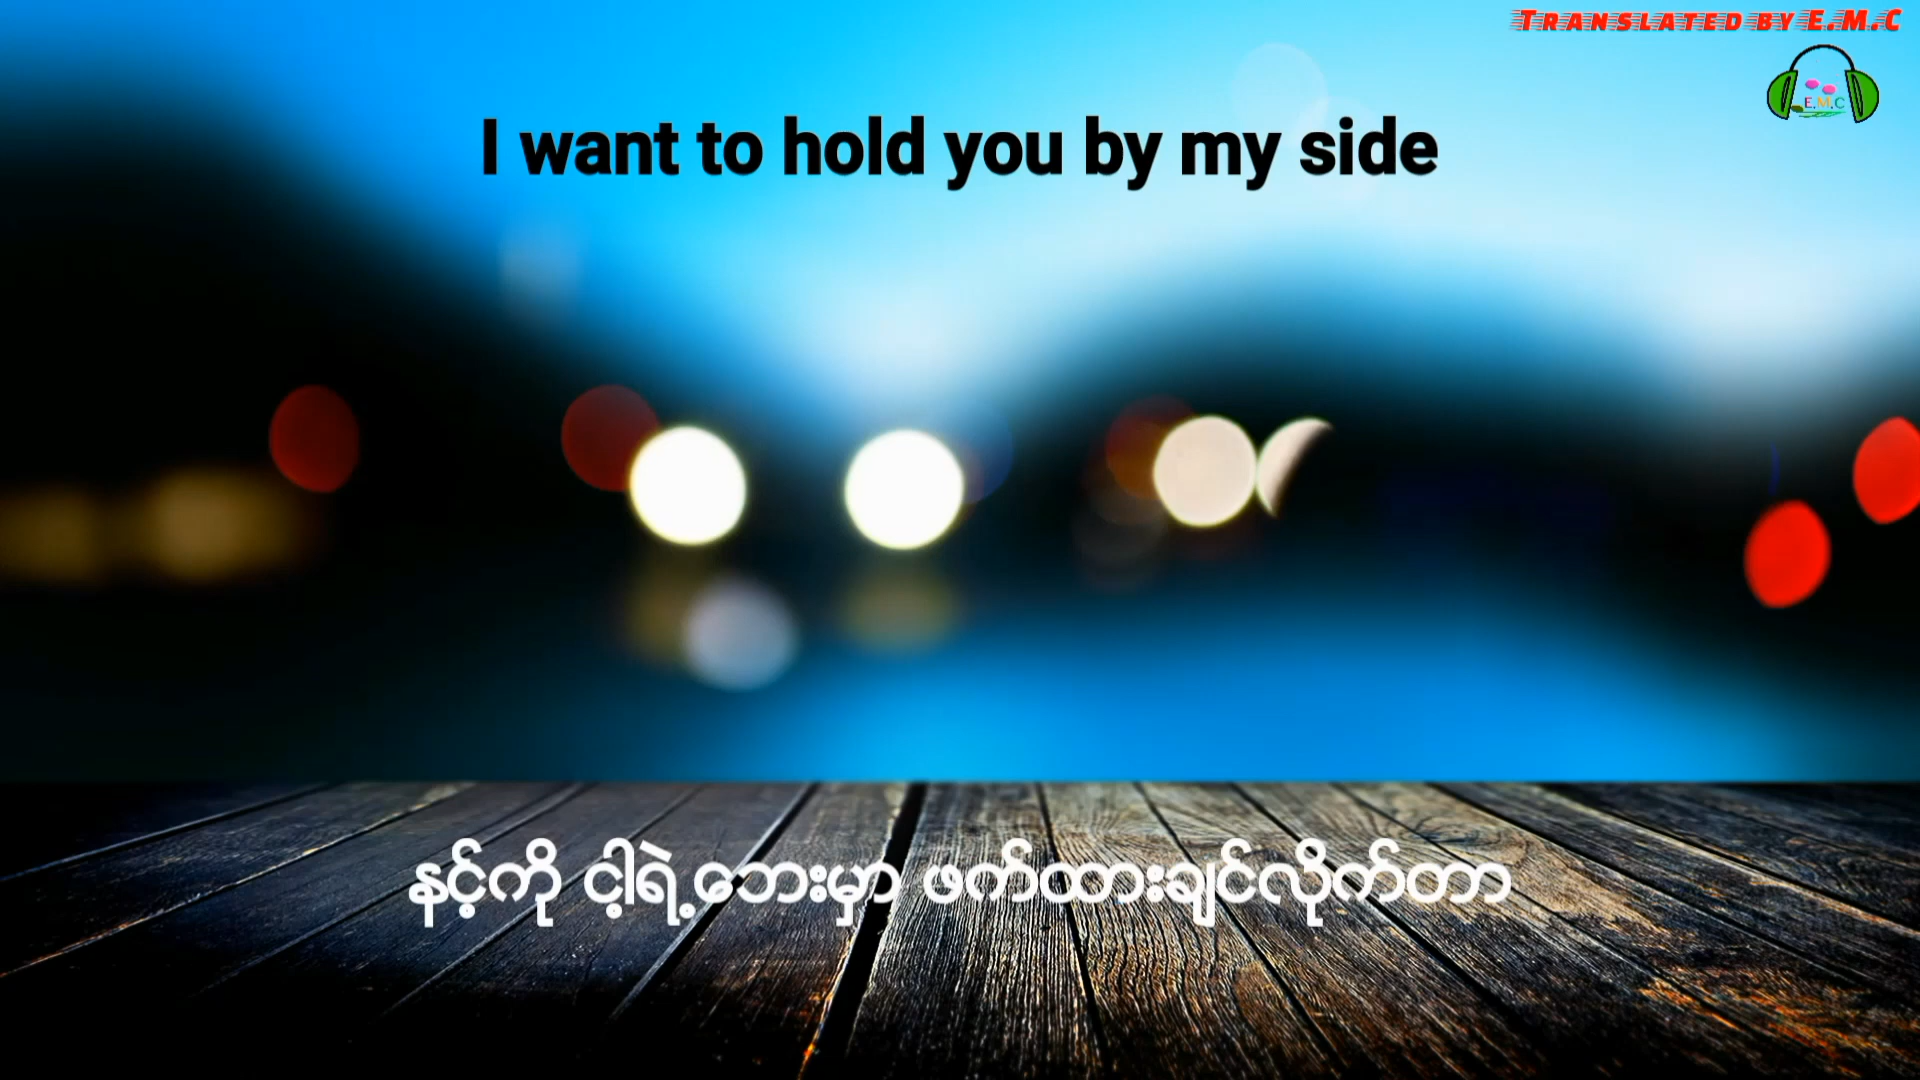 TRANSLATED BY E.M.C
E.M.C
I want to hold you by my side
နင့်ကို ငါ့ရဲ့ဘေးမှာ ဖက်ထားချင်လိုက်တာ